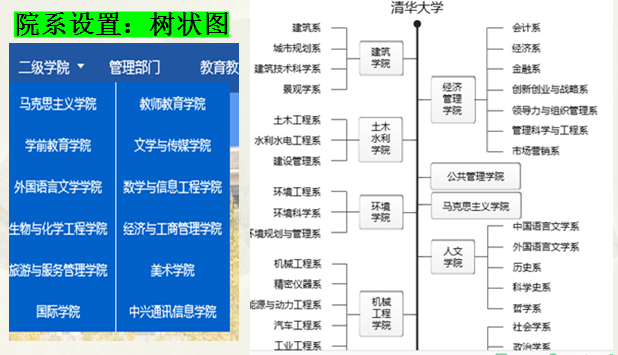 院系设置：树状图
二级学院 管理部门 教育教
马克思主义学院 教师教育学院
学前教育学院 文学与传媒学院
外国语言文学学院 数学与信息工程学院
生物与化学工程学院 经济与工商管理学院
旅游与服务管理学院 美术学院
国际学院 中兴通讯信息学院
清华大学
建筑系
城市规划系
建筑技术科学系
景观学系
建筑
学院
土木工程系
水利水电工程系
建设管理系
土木
水利
学院
环境工程系
环境科学系
环境规划与管理系
环境
学院
机械工程系
精密仪器系
能源与动力工程系
汽车工程系
工业工程系
机械
工程
学院
会计系
经济系
金融系
创新创业与战略系
领导力与组织管理系
管理科学与工程系
市场营销系
经济
管理
学院
公共管理学院
马克思主义学院
中国语言文学系
外国语言文学系
历史系
科学史系
哲学系
人文
学院
社会学系
政治学系